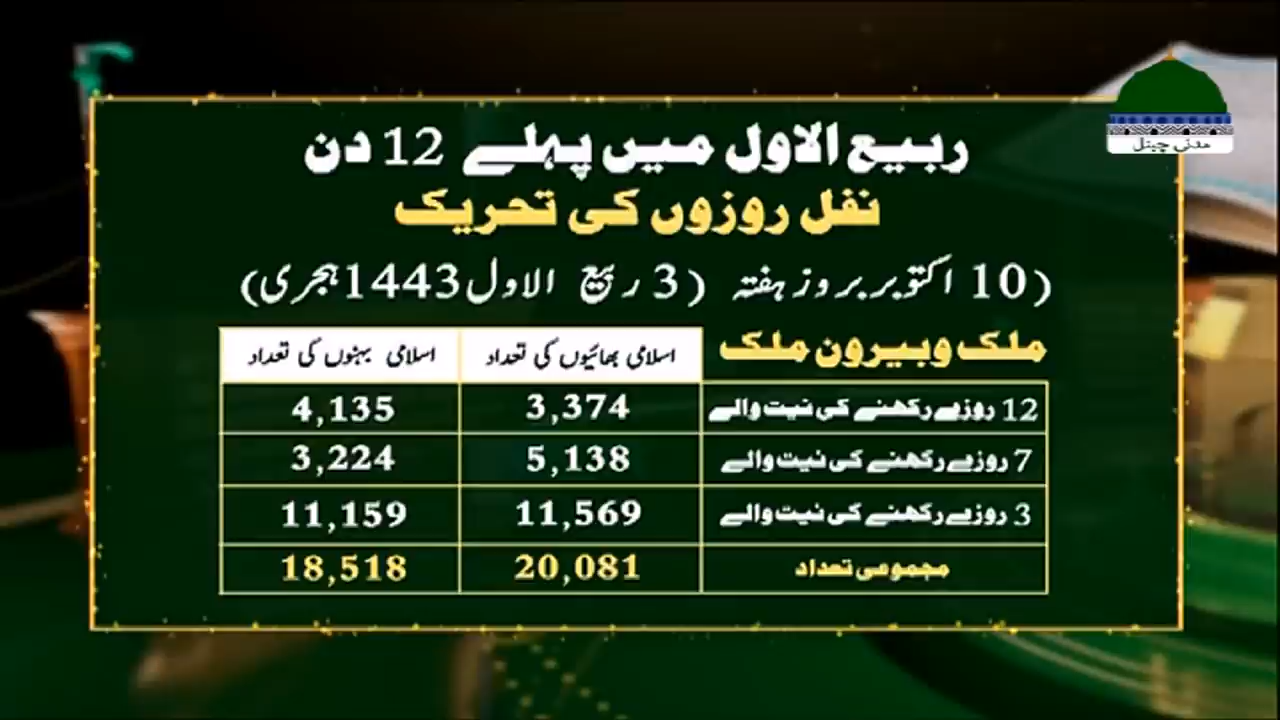 ربیع الاول میں پہلے 12 دن
نفل روزوں کی تحریک
(10 اکتوبر بروز ہفتہ (3 ربیع الاول 1443 ہجری)
ملک و بیرون ملک اسلامی بھائیوں کی تعداد اسلامی بہنوں کی تعداد
12 روزے رکھنے کی نیت والے 3,374 4,135
7 روزے رکھنے کی نیت والے 5,138 3,224
3 روزے رکھنے کی نیت والے 11,569 11,159
مجموعی تعداد 20,081 18,518
مدنی چینل